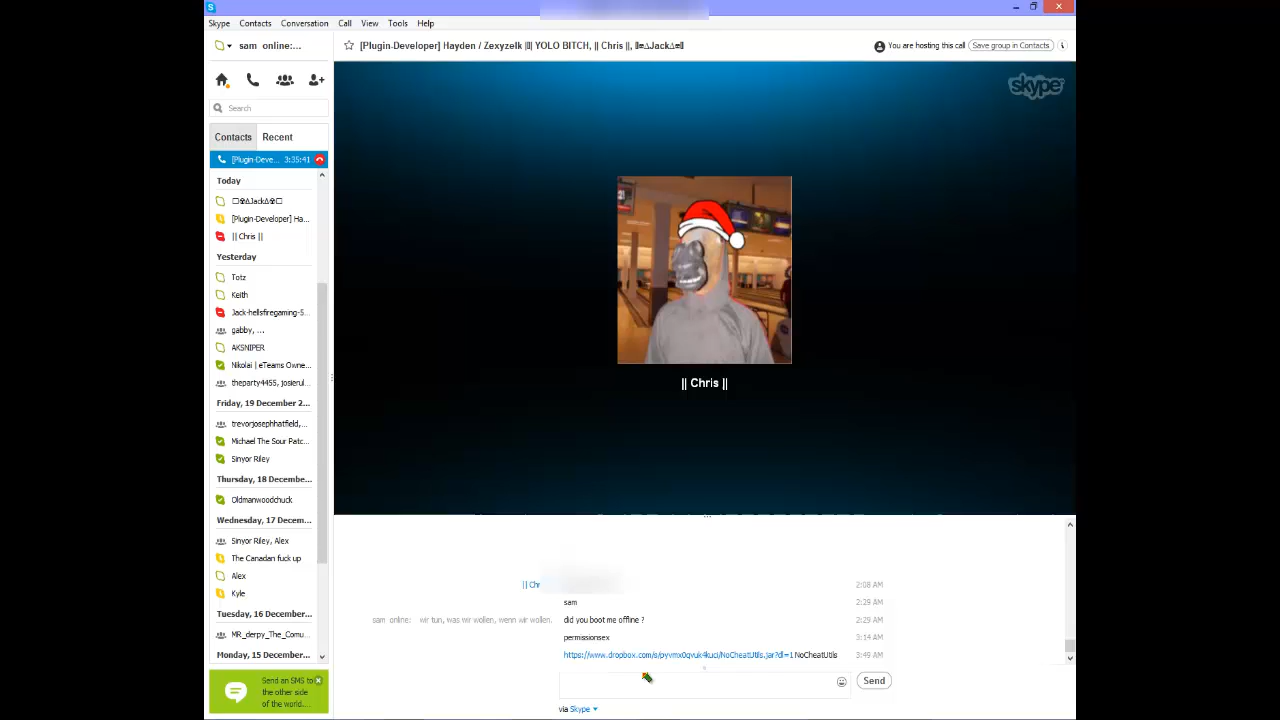 Skype Contacts Conversation Call View Tools Help
sam online:...
[Plugin-Developer] Hayden / Zexyzelk YOLO BITCH, || Chris ||,
You are hosting this call
Save group in Contacts
skype
Search
Contacts Recent
[Plugin-Deve... 3:35:41
Today
[Plugin-Developer] Ha...
|| Chris ||
Yesterday
Totz
Keith
Jack-hellsfiregaming-5...
gabby, ...
AKSNIPER
Nikolai | eTeams Owne...
theparty4455, josierul...
Friday, 19 December 2...
trevorjosephhatfield,...
Michael The Sour Patc...
Sinyor Riley
Thursday, 18 Decembe...
Oldmanwoodchuck
Wednesday, 17 Decem...
Sinyor Riley, Alex
The Canadian fuck up
Alex
Kyle
Tuesday, 16 December...
MR_derpy_The_Comu...
Monday, 15 December...
Send an SMS to
the other side
of the world....
|| Chris ||
|| Chr
2:08 AM
sam 2:29 AM
sam online: wir tun, was wir wollen, wenn wir wollen. did you boot me offline ? 2:29 AM
permissionsex 3:14 AM
NoCheatUtils 3:49 AM
Send
via Skype